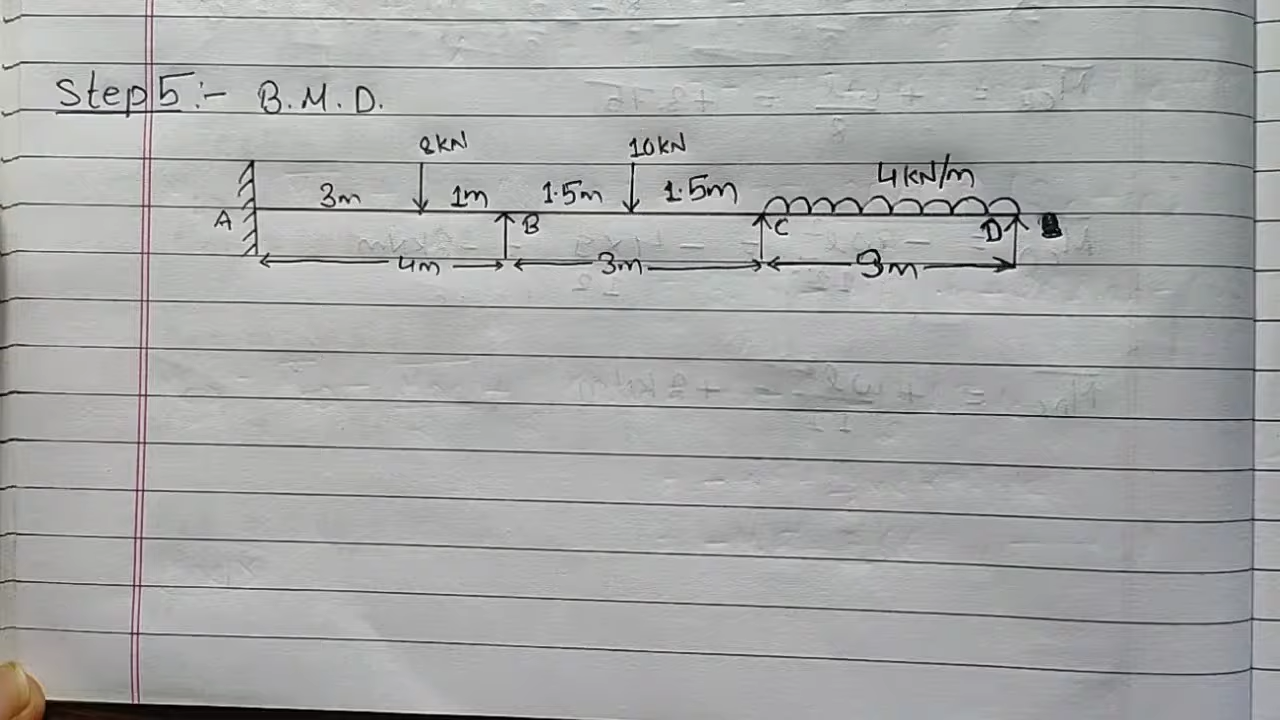 Step 5:- B.M.D.
8kN 10kN 4kN/m
3m 1m 1.5m 1.5m
A B C D
4m 3m 3m